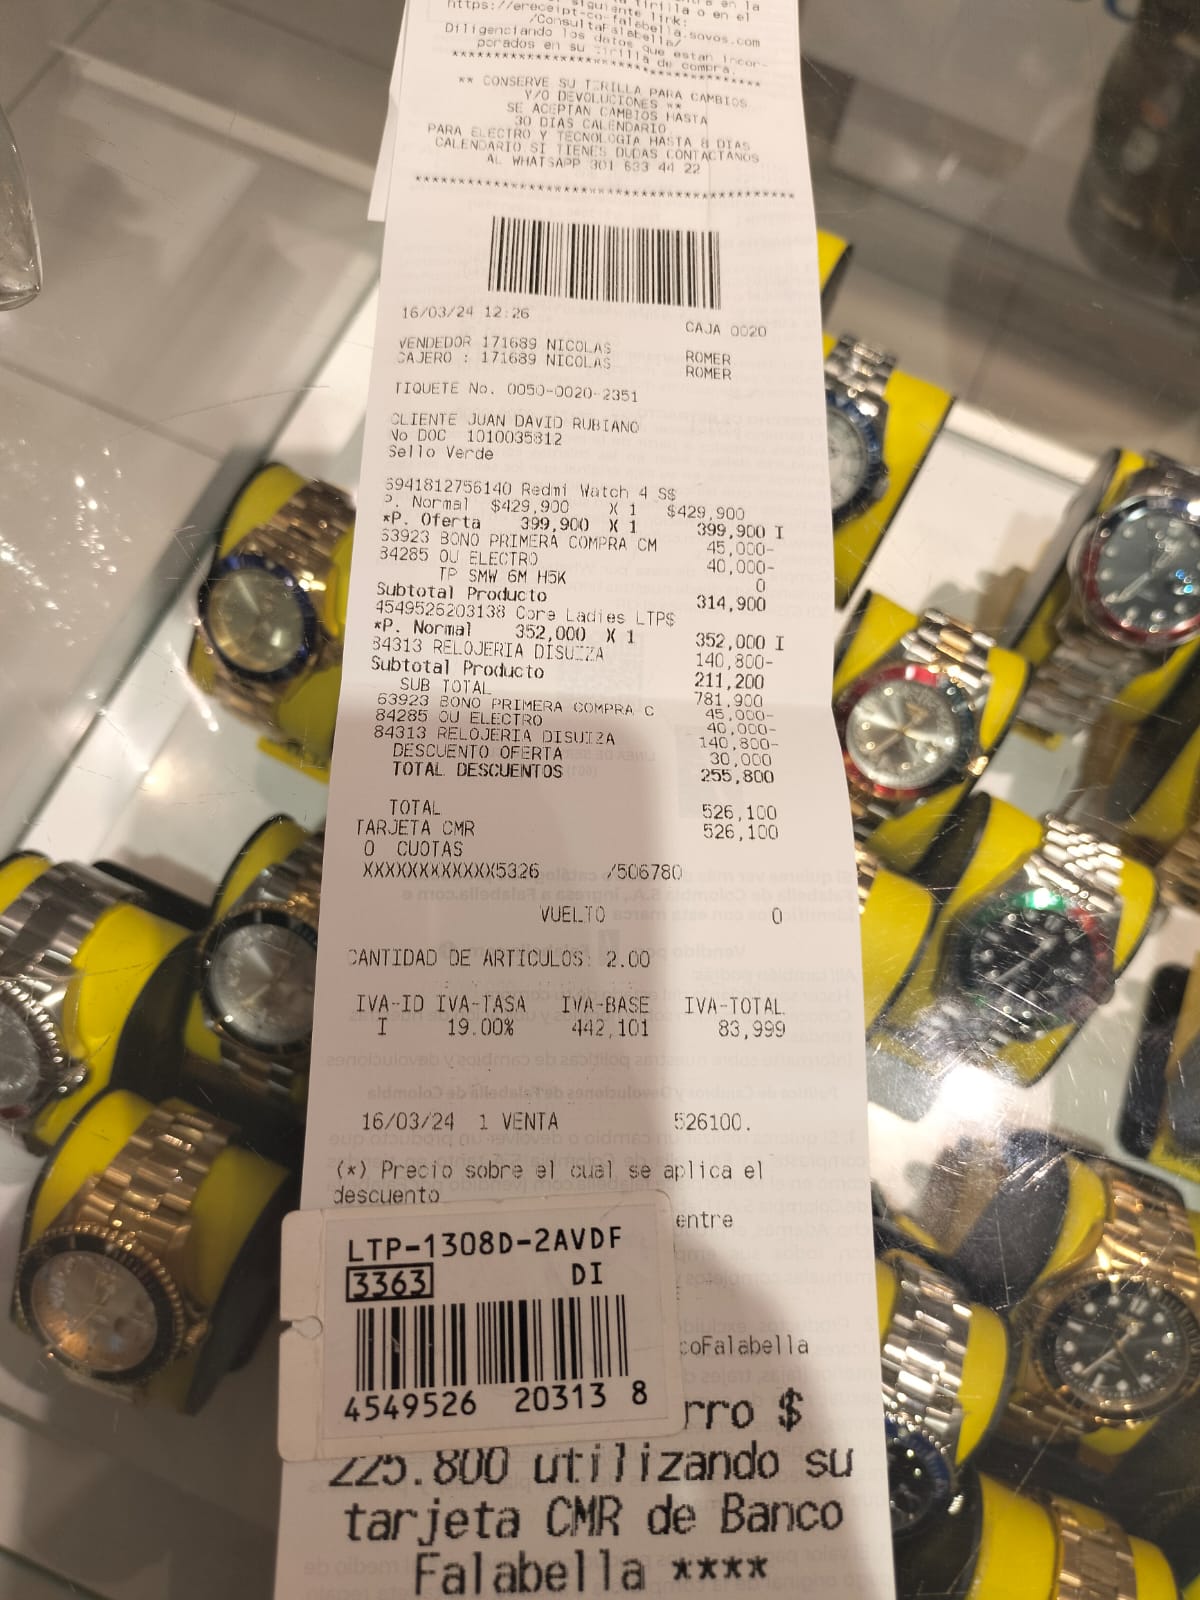 https://ereceipt-co-falabella.sovos.com
/ConsultaFalabella/
Diligenciando los datos que estan incor-
porados en su tirilla de compra.
** CONSERVE SU TIRILLA PARA CAMBIOS
Y/O DEVOLUCIONES **
SE ACEPTAN CAMBIOS HASTA
30 DIAS CALENDARIO
PARA ELECTRO Y TECNOLOGIA HASTA 8 DIAS
CALENDARIO SI TIENES DUDAS CONTACTANOS
AL WHATSAPP 301 633 44 22
16/03/24 12:26 CAJA 0020
VENDEDOR 171689 NICOLAS ROMER
CAJERO : 171689 NICOLAS ROMER
TIQUETE No. 0050-0020-2351
CLIENTE JUAN DAVID RUBIANO
No DOC 1010035812
Sello Verde
6941812756140 Redmi Watch 4 S$
P. Normal $429,900 X 1 $429,900
*P. Oferta 399,900 X 1 399,900 I
63923 BONO PRIMERA COMPRA CM 45,000-
84285 OU ELECTRO 40,000-
TP SMW 6M H5K 0
Subtotal Producto 314,900
4549526203138 Core Ladies LTP$
*P. Normal 352,000 X 1 352,000 I
84313 RELOJERIA DISUIZA 140,800-
Subtotal Producto 211,200
SUB TOTAL 781,900
63923 BONO PRIMERA COMPRA C 45,000-
84285 OU ELECTRO 40,000-
84313 RELOJERIA DISUIZA 140,800-
DESCUENTO OFERTA 30,000
TOTAL DESCUENTOS 255,800
TOTAL 526,100
TARJETA CMR 526,100
0 CUOTAS
XXXXXXXXXXXX5326 /506780
VUELTO 0
CANTIDAD DE ARTICULOS: 2.00
IVA-ID IVA-TASA IVA-BASE IVA-TOTAL
I 19.00% 442,101 83,999
16/03/24 1 VENTA 526100.
(*) Precio sobre el cual se aplica el
descuento
entre
LTP-1308D-2AVDF
3363 DI
4549526 20313 8
coFalabella
rro $
225.800 utilizando su
tarjeta CMR de Banco
Falabella ****